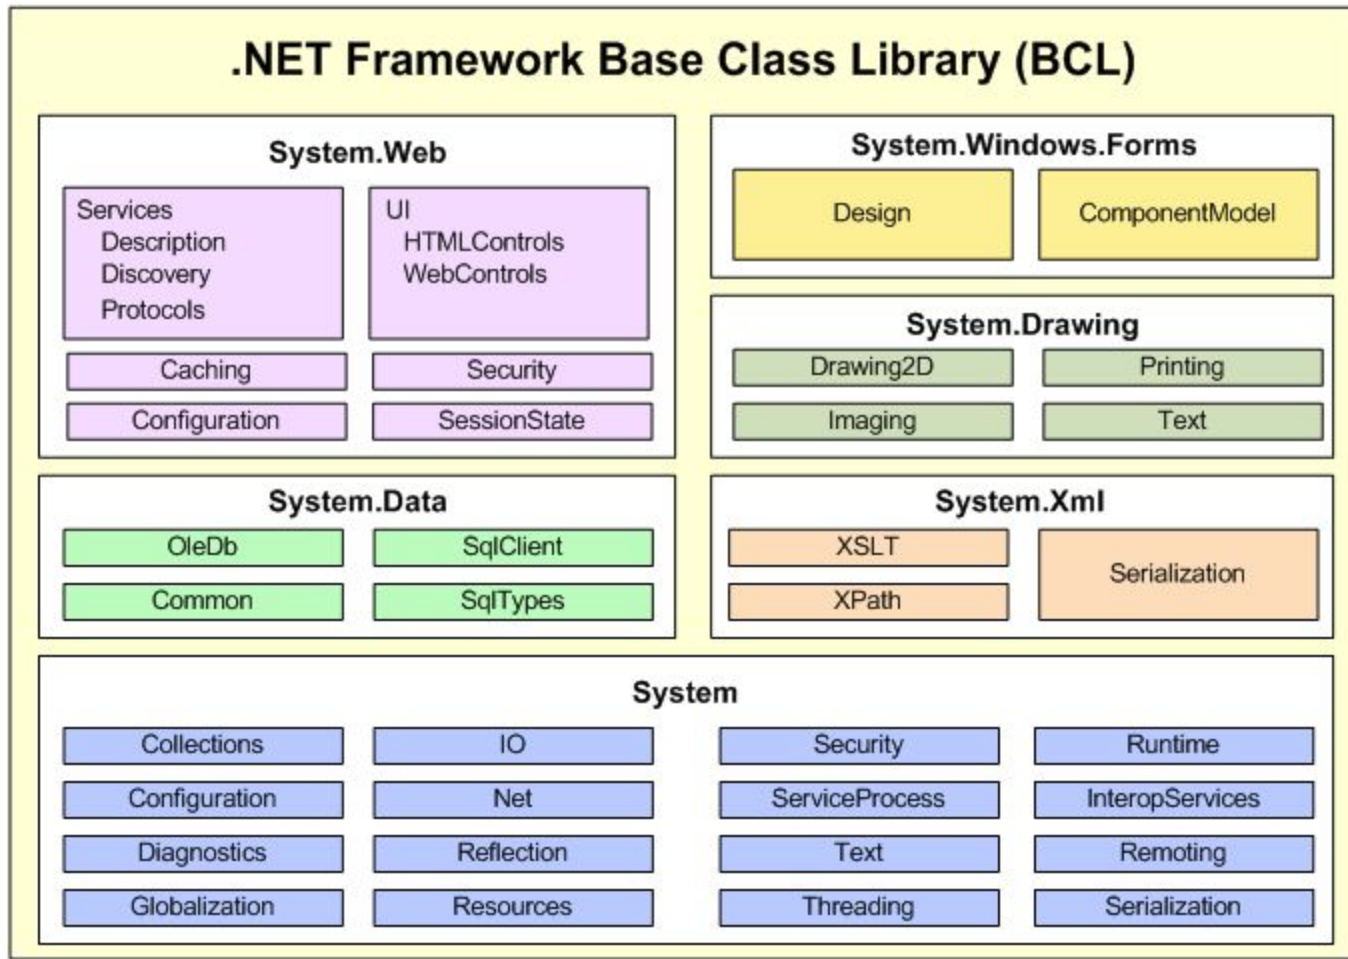 .NET Framework Base Class Library (BCL)
System.Web
Services
Description
Discovery
Protocols
UI
HTMLControls
WebControls
Caching
Security
Configuration
SessionState
System.Windows.Forms
Design
ComponentModel
System.Drawing
Drawing2D
Printing
Imaging
Text
System.Data
OleDb
SqlClient
Common
SqlTypes
System.Xml
XSLT
XPath
Serialization
System
Collections
IO
Security
Runtime
Configuration
Net
ServiceProcess
InteropServices
Diagnostics
Reflection
Text
Remoting
Globalization
Resources
Threading
Serialization